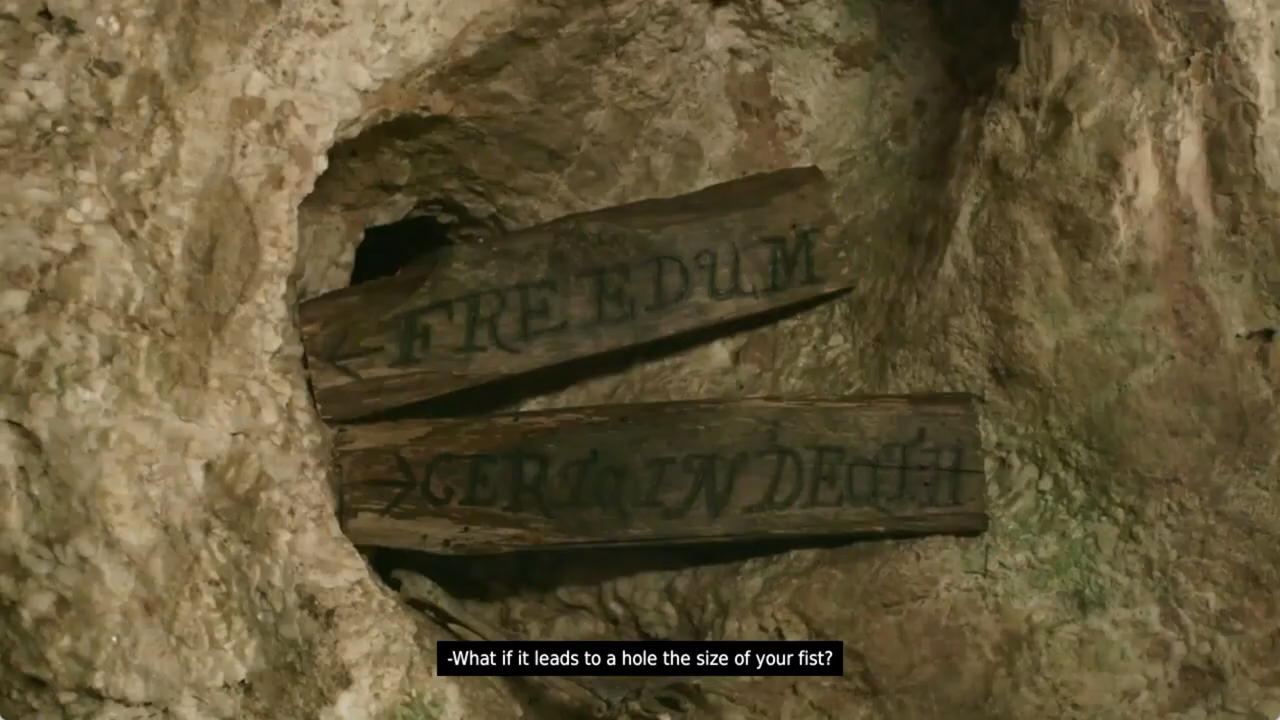 < FREEDUM
→ CERTaIN DEaTH
-What if it leads to a hole the size of your fist?